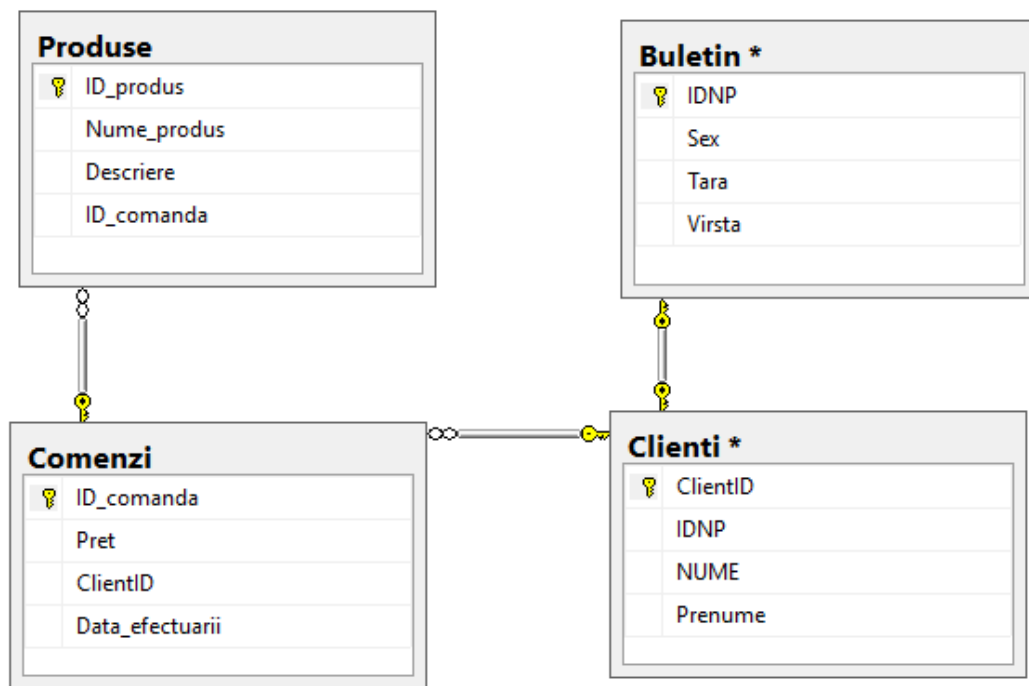 Produse
ID_produs
Nume_produs
Descriere
ID_comanda
Buletin *
IDNP
Sex
Tara
Virsta
Comenzi
ID_comanda
Pret
ClientID
Data_efectuarii
Clienti *
ClientID
IDNP
NUME
Prenume